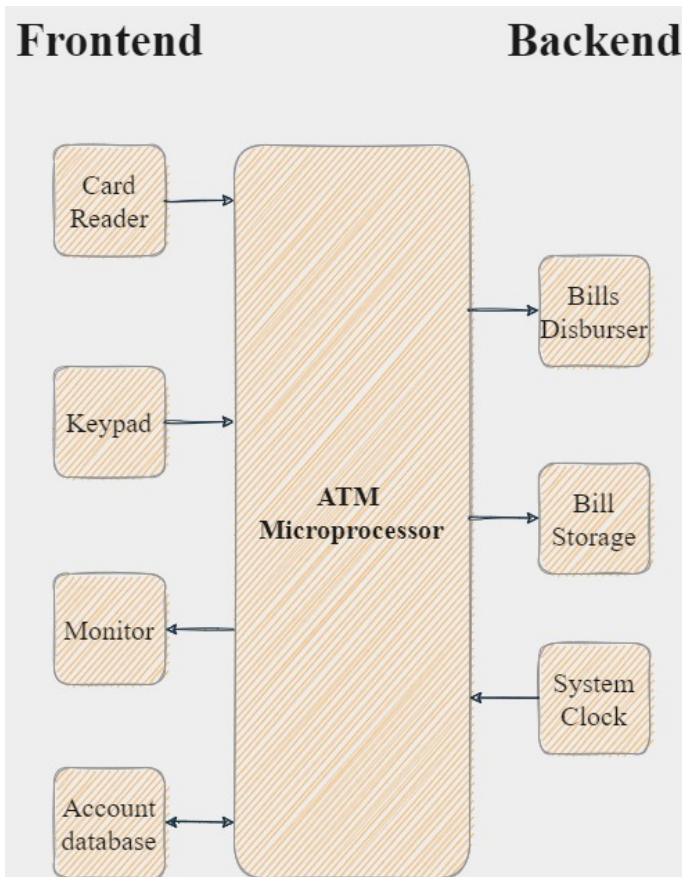 Frontend
Backend
Card
Reader
Bills
Disburser
Keypad
ATM
Microprocessor
Bill
Storage
Monitor
System
Clock
Account
database